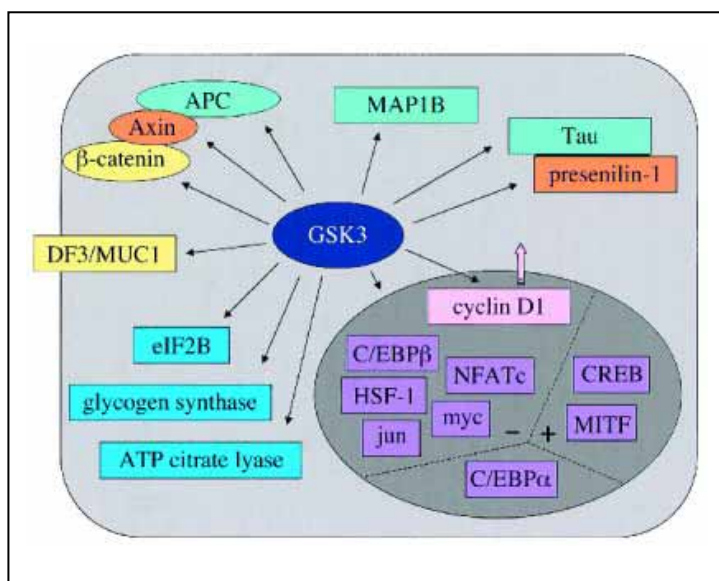 APC
Axin
β-catenin
MAP1B
Tau
presenilin-1
GSK3
DF3/MUC1
eIF2B
glycogen synthase
ATP citrate lyase
cyclin D1
C/EBPβ
HSF-1
jun
NFATc
myc
− +
CREB
MITF
C/EBPα